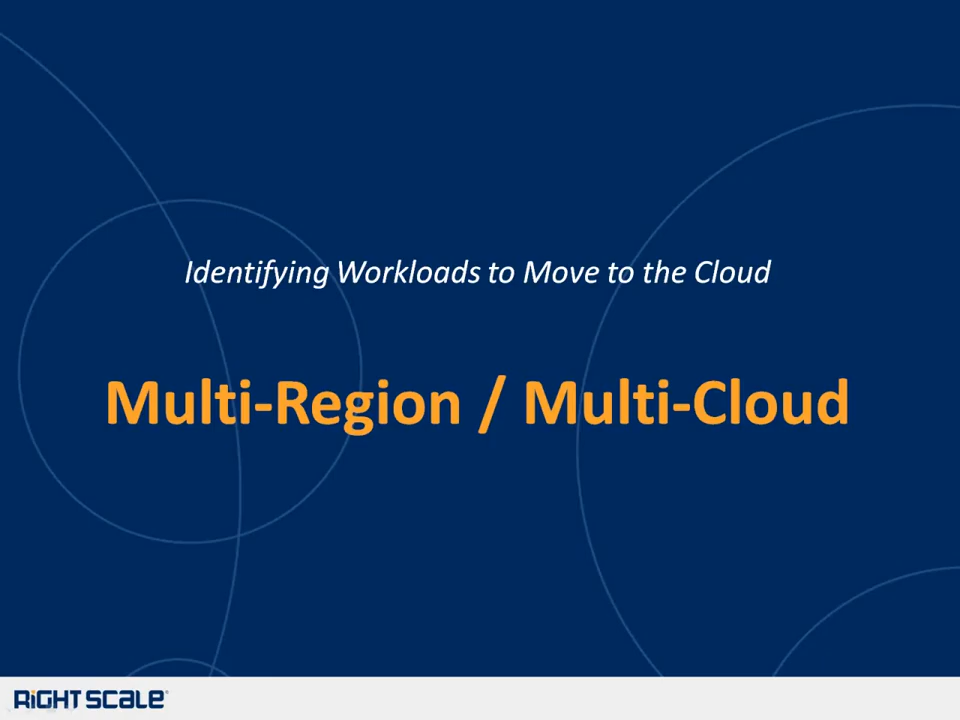 Identifying Workloads to Move to the Cloud
Multi-Region / Multi-Cloud
RIGHTSCALE